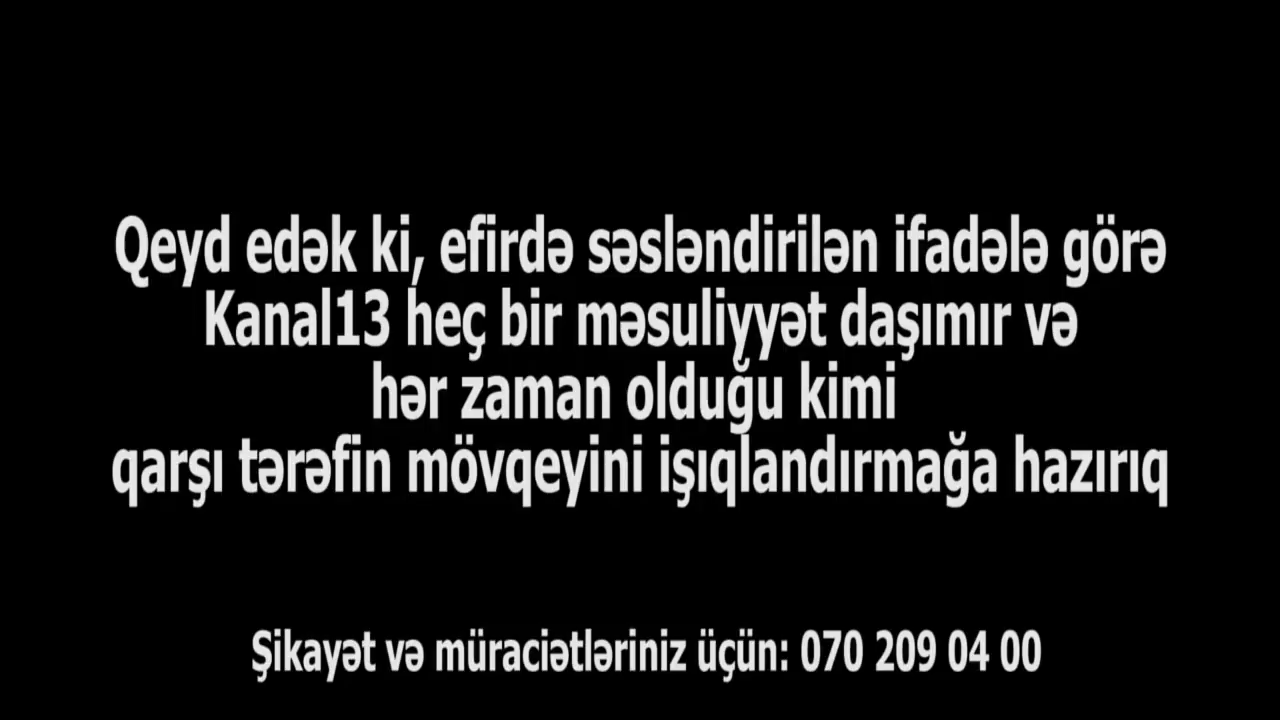 Qeyd edək ki, efirdə səsləndirilən ifadələ görə
Kanal13 heç bir məsuliyyət daşımır və
hər zaman olduğu kimi
qarşı tərəfin mövqeyini işıqlandırmağa hazırıq
Şikayət və müraciətləriniz üçün: 070 209 04 00